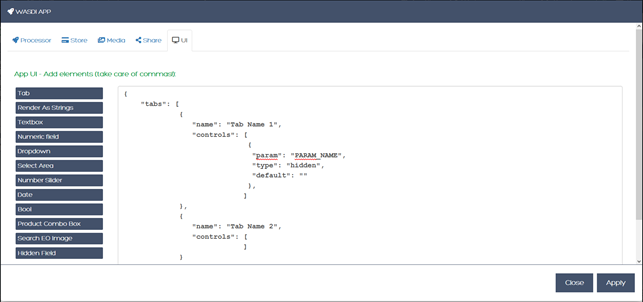 WASDI APP
Processor Store Media Share UI
App UI - Add elements (take care of commas!)
Tab
Render As Strings
Textbox
Numeric field
Dropdown
Select Area
Number Slider
Date
Bool
Product Combo Box
Search EO Image
Hidden Field
{
"tabs": [
{
"name": "Tab Name 1",
"controls": [
{
"param": "PARAM_NAME",
"type": "hidden",
"default": ""
},
]
},
{
"name": "Tab Name 2",
"controls": [
]
}
Close Apply